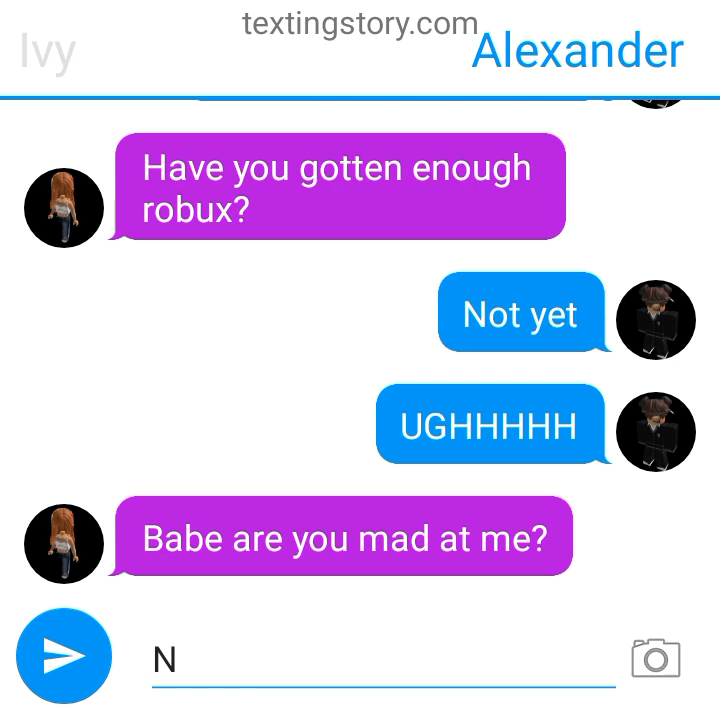 textingstory.com
Ivy
Alexander
Have you gotten enough
robux?
Not yet
UGHHHHH
Babe are you mad at me?
N